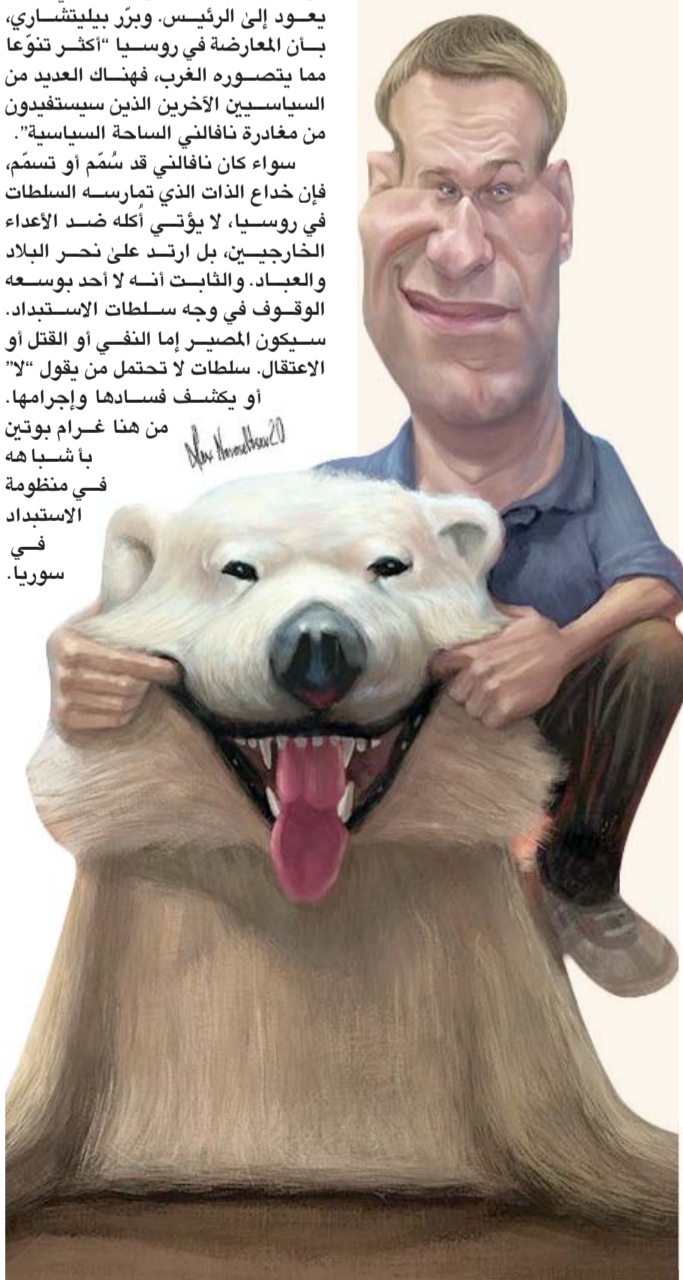 يعود إلى الرئيس. وبرّر بيليتشاري،
بأن المعارضة في روسيا “أكثر تنوّعا
مما يتصوره الغرب، فهناك العديد من
السياسيين الآخرين الذين سيستفيدون
من مغادرة نافالني الساحة السياسية”.
سواء كان نافالني قد سُمّم أو تسمّم،
فإن خداع الذات الذي تمارسه السلطات
في روسيا، لا يؤتي أُكله ضد الأعداء
الخارجيين، بل ارتد على نحر البلاد
والعباد. والثابت أنه لا أحد بوسعه
الوقوف في وجه سلطات الاستبداد.
سيكون المصير إما النفي أو القتل أو
الاعتقال. سلطات لا تحتمل من يقول “لا”
أو يكشف فسادها وإجرامها.
من هنا غرام بوتين
بأشباهه
في منظومة
الاستبداد
في
سوريا.